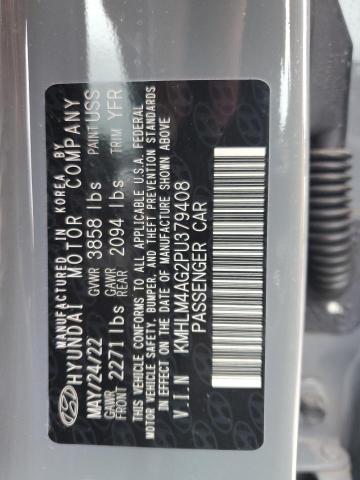 MANUFACTURED IN KOREA BY
HYUNDAI MOTOR COMPANY
MAY/24/22 GVWR 3858 lbs PAINT USS
GAWR FRONT 2271 lbs GAWR REAR 2094 lbs TRIM YFR
THIS VEHICLE CONFORMS TO ALL APPLICABLE U.S.A. FEDERAL
MOTOR VEHICLE SAFETY, BUMPER, AND THEFT PREVENTION STANDARDS
IN EFFECT ON THE DATE OF MANUFACTURE SHOWN ABOVE
V.I.N KMHLM4AG2PU379408
PASSENGER CAR